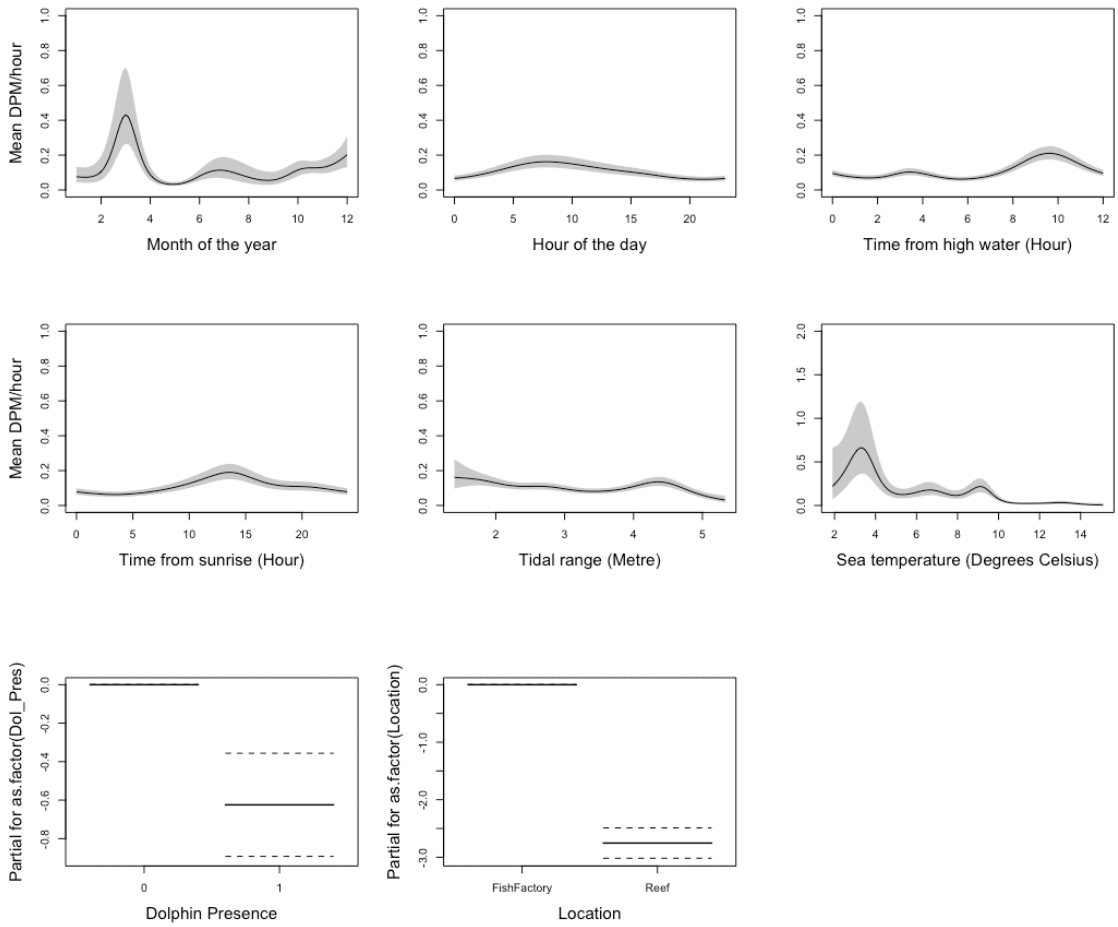 Mean DPM/hour
0.0 0.2 0.4 0.6 0.8 1.0
2 4 6 8 10 12
Month of the year
0.0 0.2 0.4 0.6 0.8 1.0
0 5 10 15 20
Hour of the day
0.0 0.2 0.4 0.6 0.8 1.0
0 2 4 6 8 10 12
Time from high water (Hour)
Mean DPM/hour
0.0 0.2 0.4 0.6 0.8 1.0
0 5 10 15 20
Time from sunrise (Hour)
0.0 0.2 0.4 0.6 0.8 1.0
2 3 4 5
Tidal range (Metre)
0.0 0.5 1.0 1.5 2.0
2 4 6 8 10 12 14
Sea temperature (Degrees Celsius)
Partial for as.factor(Dol_Pres)
-0.8 -0.6 -0.4 -0.2 0.0
0 1
Dolphin Presence
Partial for as.factor(Location)
-3.0 -2.0 -1.0 0.0
FishFactory Reef
Location